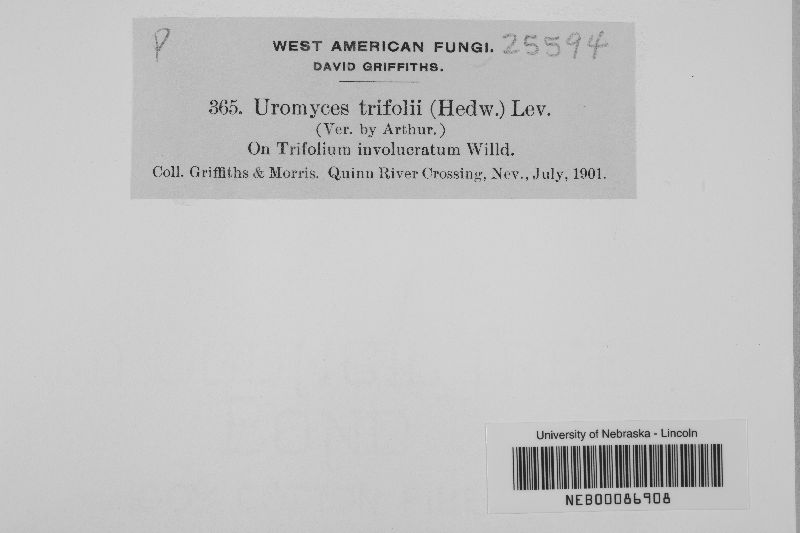 P
WEST AMERICAN FUNGI. 25594
DAVID GRIFFITHS.
365. Uromyces trifolii (Hedw.) Lev.
(Ver. by Arthur.)
On Trifolium involucratum Willd.
Coll. Griffiths & Morris. Quinn River Crossing, Nev., July, 1901.
University of Nebraska - Lincoln
NEB00086908